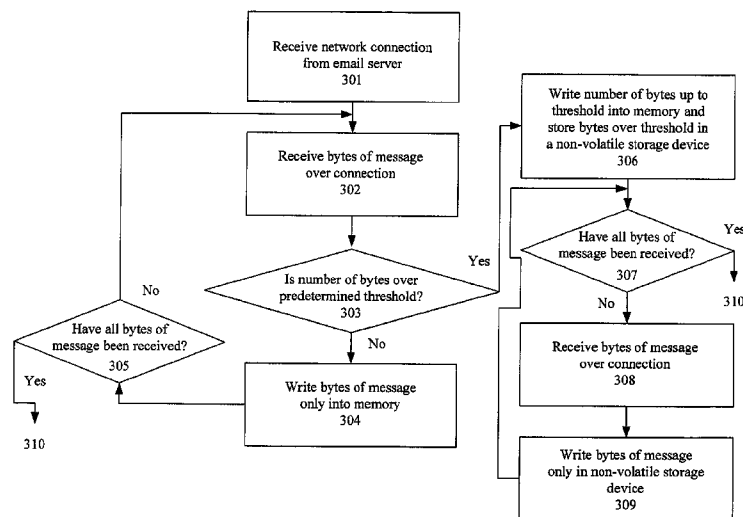 Receive network connection
from email server
301
Receive bytes of message
over connection
302
Is number of bytes over
predetermined threshold?
303
Yes
No
Write bytes of message
only into memory
304
Have all bytes of
message been received?
305
No
Yes
310
Write number of bytes up to
threshold into memory and
store bytes over threshold in
a non-volatile storage device
306
Have all bytes of
message been received?
307
Yes
310
No
Receive bytes of message
over connection
308
Write bytes of message
only in non-volatile storage
device
309